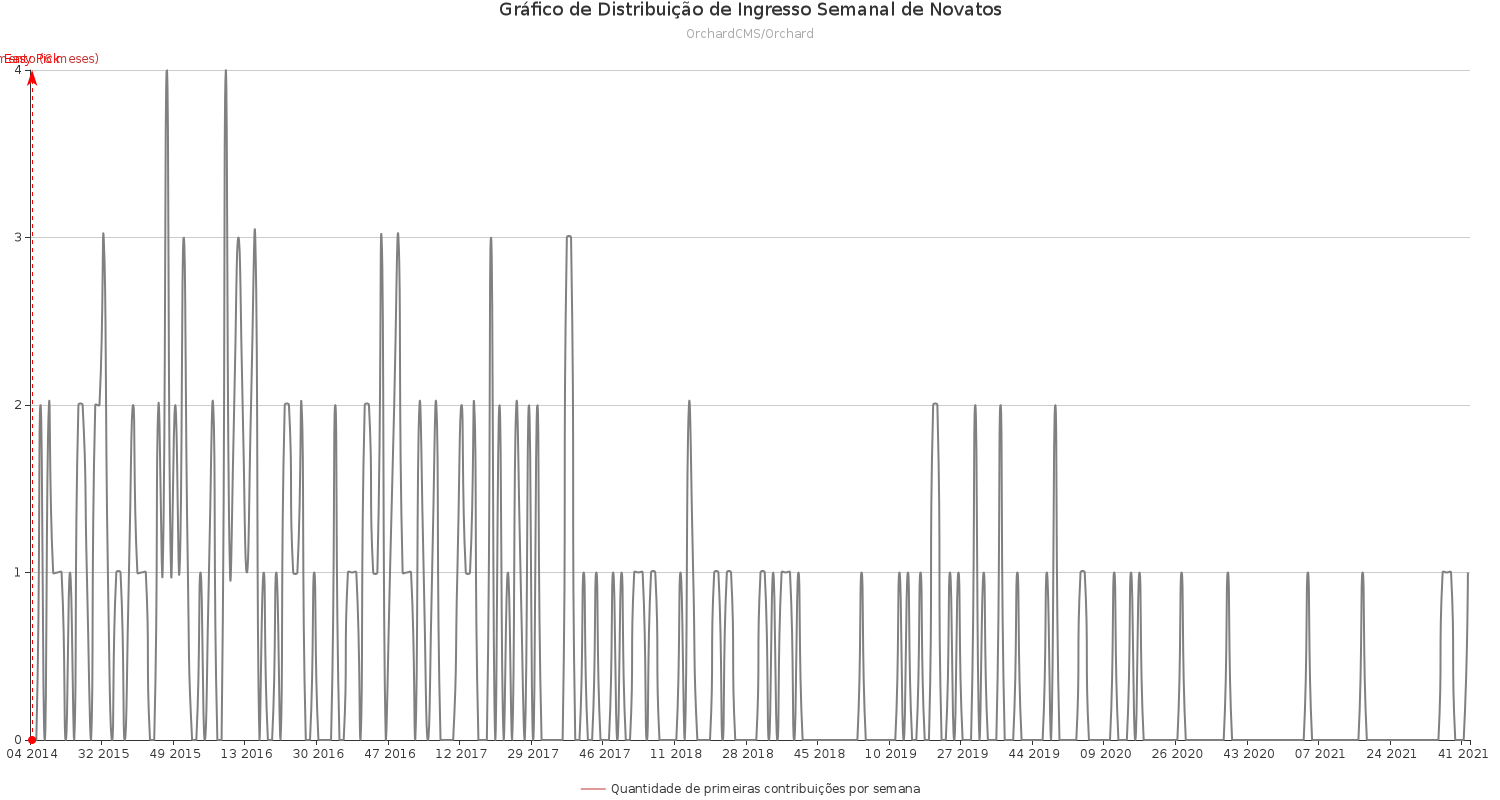 Gráfico de Distribuição de Ingresso Semanal de Novatos
OrchardCMS/Orchard
Easy Pick
meses)
4
3
2
1
0
04 2014 32 2015 49 2015 13 2016 30 2016 47 2016 12 2017 29 2017 46 2017 11 2018 28 2018 45 2018 10 2019 27 2019 44 2019 09 2020 26 2020 43 2020 07 2021 24 2021 41 2021
Quantidade de primeiras contribuições por semana